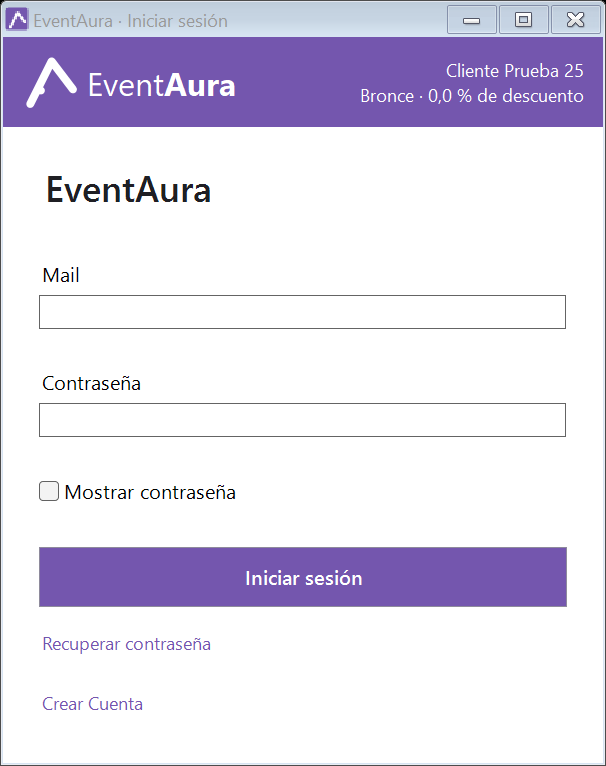 EventAura · Iniciar sesión
EventAura
Cliente Prueba 25
Bronce · 0,0 % de descuento
EventAura
Mail
Contraseña
Mostrar contraseña
Iniciar sesión
Recuperar contraseña
Crear Cuenta